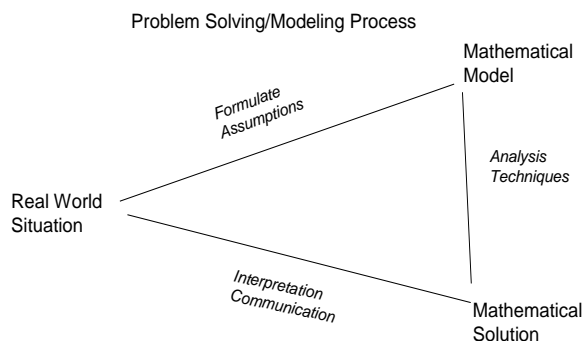 Problem Solving/Modeling Process
Mathematical
Model
Formulate
Assumptions
Analysis
Techniques
Real World
Situation
Interpretation
Communication
Mathematical
Solution